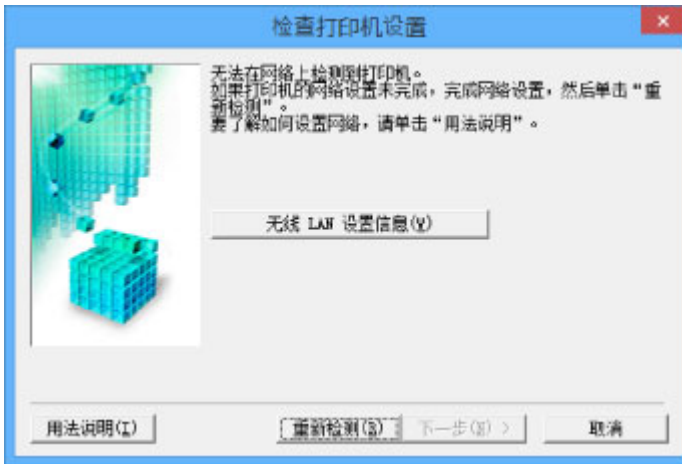 检查打印机设置
无法在网络上检测到打印机。
如果打印机的网络设置未完成，完成网络设置，然后单击“重
新检测”。
要了解如何设置网络，请单击“用法说明”。
无线 LAN 设置信息(Y)
用法说明(I)
重新检测(R)
下一步(N) >
取消